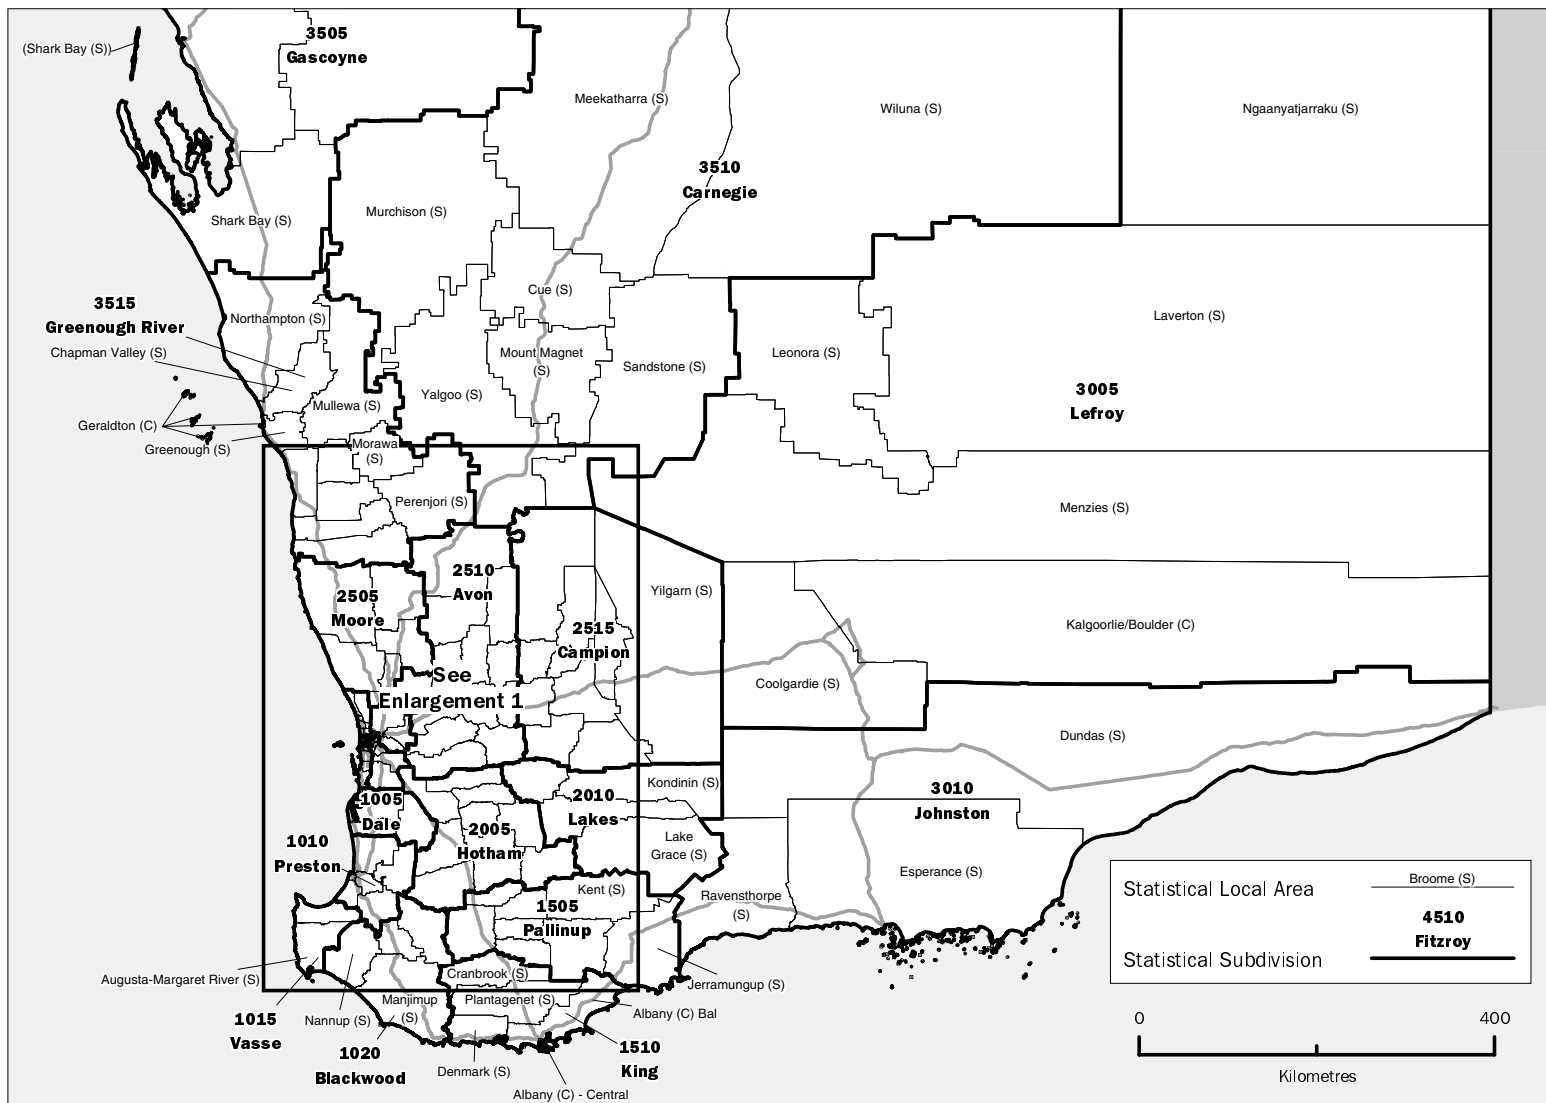 3505
Gascoyne
(Shark Bay (S))
Meekatharra (S)
Wiluna (S)
Ngaanyatjarraku (S)
3510
Carnegie
Shark Bay (S)
Murchison (S)
Cue (S)
3515
Greenough River
Northampton (S)
Laverton (S)
Chapman Valley (S)
Mount Magnet
(S)
Sandstone (S)
Leonora (S)
3005
Lefroy
Yalgoo (S)
Mullewa (S)
Geraldton (C)
Greenough (S)
Morawa
(S)
Perenjori (S)
Menzies (S)
2510
Avon
2505
Moore
Yilgarn (S)
2515
Campion
Kalgoorlie/Boulder (C)
See
Enlargement 1
Coolgardie (S)
Dundas (S)
Kondinin (S)
3010
Johnston
1005
Dale
2010
Lakes
2005
Hotham
1010
Preston
Lake
Grace (S)
Esperance (S)
Kent (S)
Ravensthorpe
(S)
1505
Pallinup
Statistical Local Area
Broome (S)
4510
Fitzroy
Statistical Subdivision
Augusta-Margaret River (S)
Cranbrook (S)
Jerramungup (S)
Manjimup
(S)
Plantagenet (S)
Albany (C) Bal
1015
Vasse
Nannup (S)
1020
Blackwood
1510
King
Denmark (S)
Albany (C) - Central
0
400
Kilometres